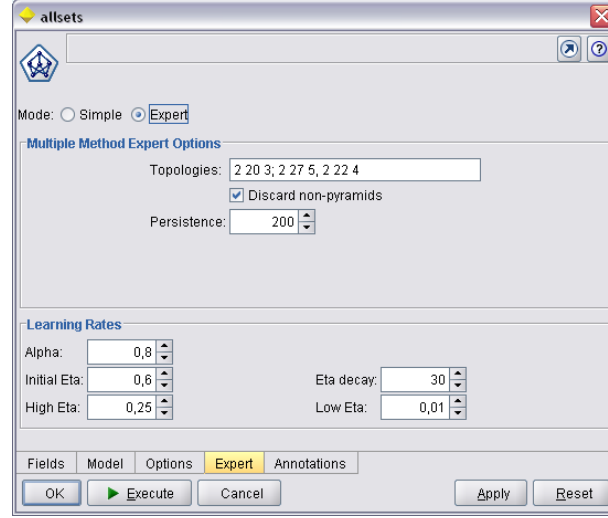 allsets
Mode: Simple Expert
Multiple Method Expert Options
Topologies: 2 20 3; 2 27 5, 2 22 4
Discard non-pyramids
Persistence: 200
Learning Rates
Alpha: 0,8
Initial Eta: 0,6 Eta decay: 30
High Eta: 0,25 Low Eta: 0,01
Fields Model Options Expert Annotations
OK Execute Cancel Apply Reset